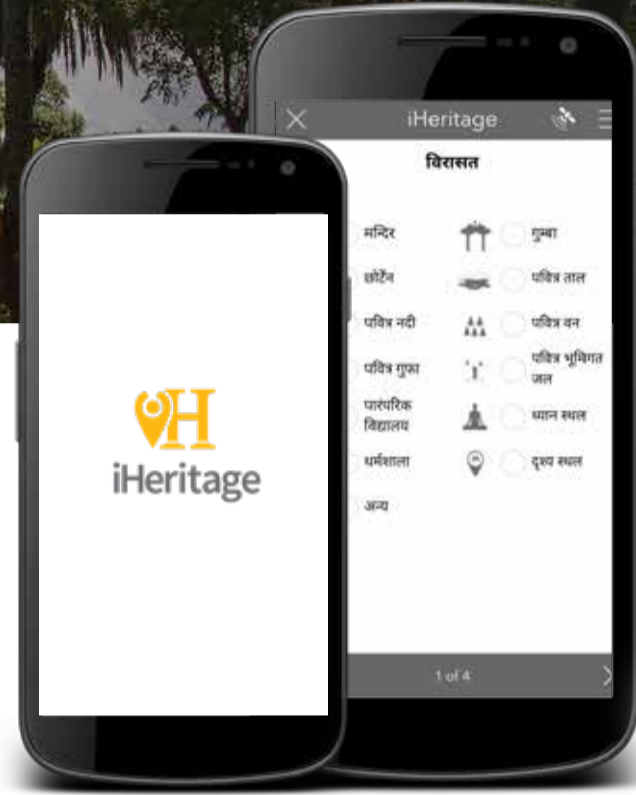 iHeritage
विरासत
मन्दिर
गुम्बा
छोर्टेन
पवित्र ताल
पवित्र नदी
पवित्र वन
पवित्र गुफा
पवित्र भूमिगत
जल
पारंपरिक
विद्यालय
ध्यान स्थल
धर्मशाला
दृश्य स्थल
अन्य
1 of 4
H
iHeritage